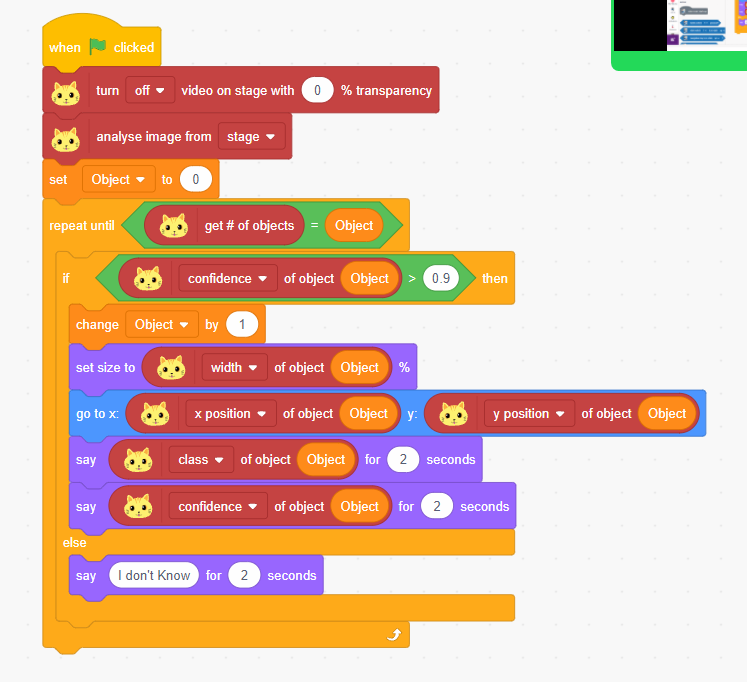 when clicked
turn off video on stage with 0 % transparency
analyse image from stage
set Object to 0
repeat until get # of objects = Object
if confidence of object Object > 0.9 then
change Object by 1
set size to width of object Object %
go to x: x position of object Object y: y position of object Object
say class of object Object for 2 seconds
say confidence of object Object for 2 seconds
else
say I don't Know for 2 seconds